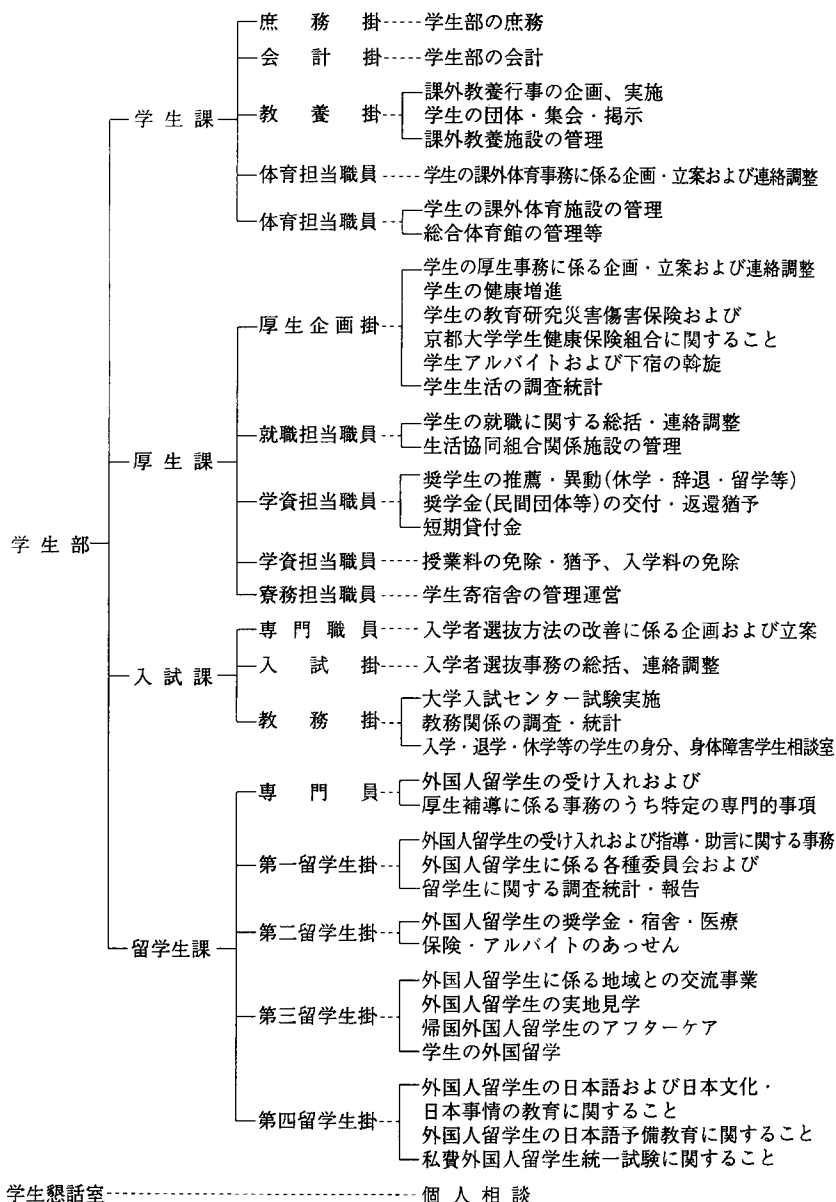 庶務掛 学生部の庶務
会計掛 学生部の会計
課外教養行事の企画、実施
学生課 教養掛 学生の団体・集会・掲示
課外教養施設の管理
体育担当職員 学生の課外体育事務に係る企画・立案および連絡調整
体育担当職員 学生の課外体育施設の管理
総合体育館の管理等
学生の厚生事務に係る企画・立案および連絡調整
学生の健康増進
厚生企画掛 学生の教育研究災害傷害保険および
京都大学学生健康保険組合に関すること
学生アルバイトおよび下宿の斡旋
学生生活の調査統計
就職担当職員 学生の就職に関する総括・連絡調整
生活協同組合関係施設の管理
厚生課
奨学生の推薦・異動(休学・辞退・留学等)
学資担当職員 奨学金(民間団体等)の交付・返還猶予
短期貸付金
学生部
学資担当職員 授業料の免除・猶予、入学料の免除
寮務担当職員 学生寄宿舎の管理運営
専門職員 入学者選抜方法の改善に係る企画および立案
入試課 入試掛 入学者選抜事務の総括、連絡調整
大学入試センター試験実施
教務掛 教務関係の調査・統計
入学・退学・休学等の学生の身分、身体障害学生相談室
専門員 外国人留学生の受け入れおよび
厚生補導に係る事務のうち特定の専門的事項
外国人留学生の受け入れおよび指導・助言に関する事務
第一留学生掛 外国人留学生に係る各種委員会および
留学生に関する調査統計・報告
第二留学生掛 外国人留学生の奨学金・宿舎・医療
留学生課 保険・アルバイトのあっせん
外国人留学生に係る地域との交流事業
第三留学生掛 外国人留学生の実地見学
帰国外国人留学生のアフターケア
学生の外国留学
外国人留学生の日本語および日本文化・
第四留学生掛 日本事情の教育に関すること
外国人留学生の日本語予備教育に関すること
私費外国人留学生統一試験に関すること
学生懇話室 個人相談